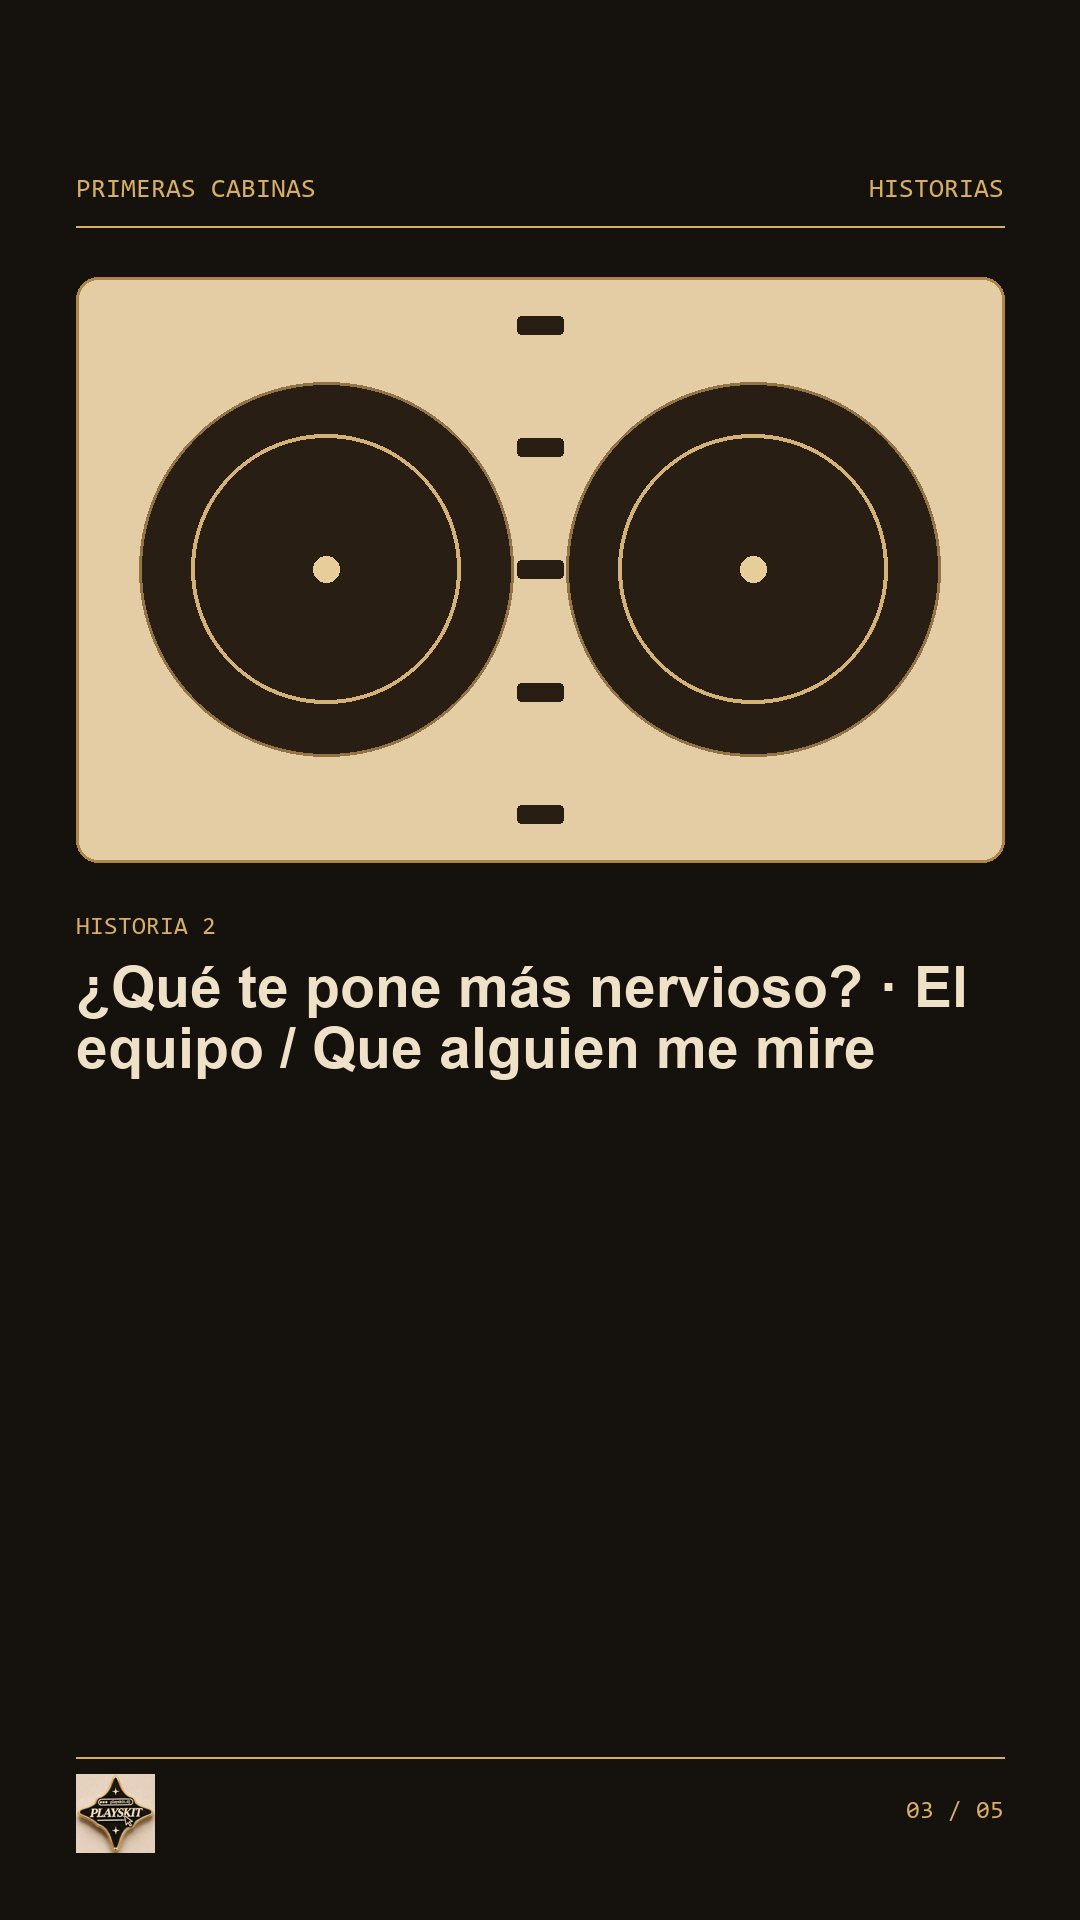 PRIMERAS CABINAS
HISTORIAS
HISTORIA 2
¿Qué te pone más nervioso? · El
equipo / Que alguien me mire
PLAYSKIT
03 / 05